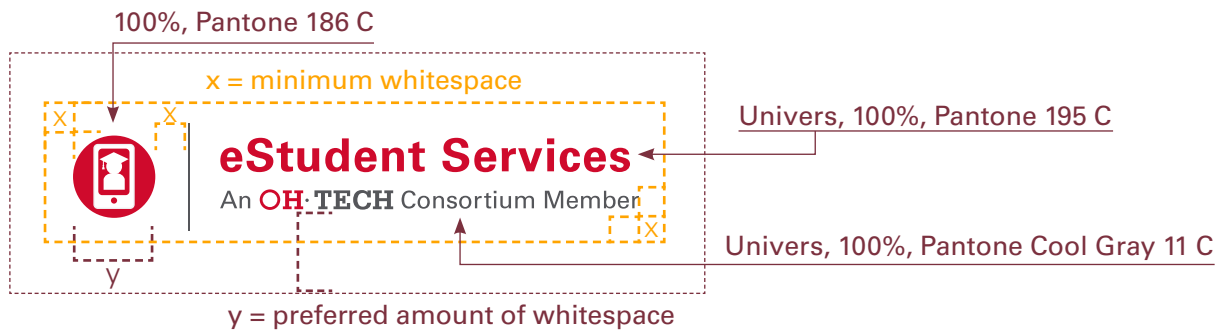 100%, Pantone 186 C
x = minimum whitespace
x
x
Univers, 100%, Pantone 195 C
eStudent Services
An OH·TECH Consortium Member
x
Univers, 100%, Pantone Cool Gray 11 C
y
y = preferred amount of whitespace